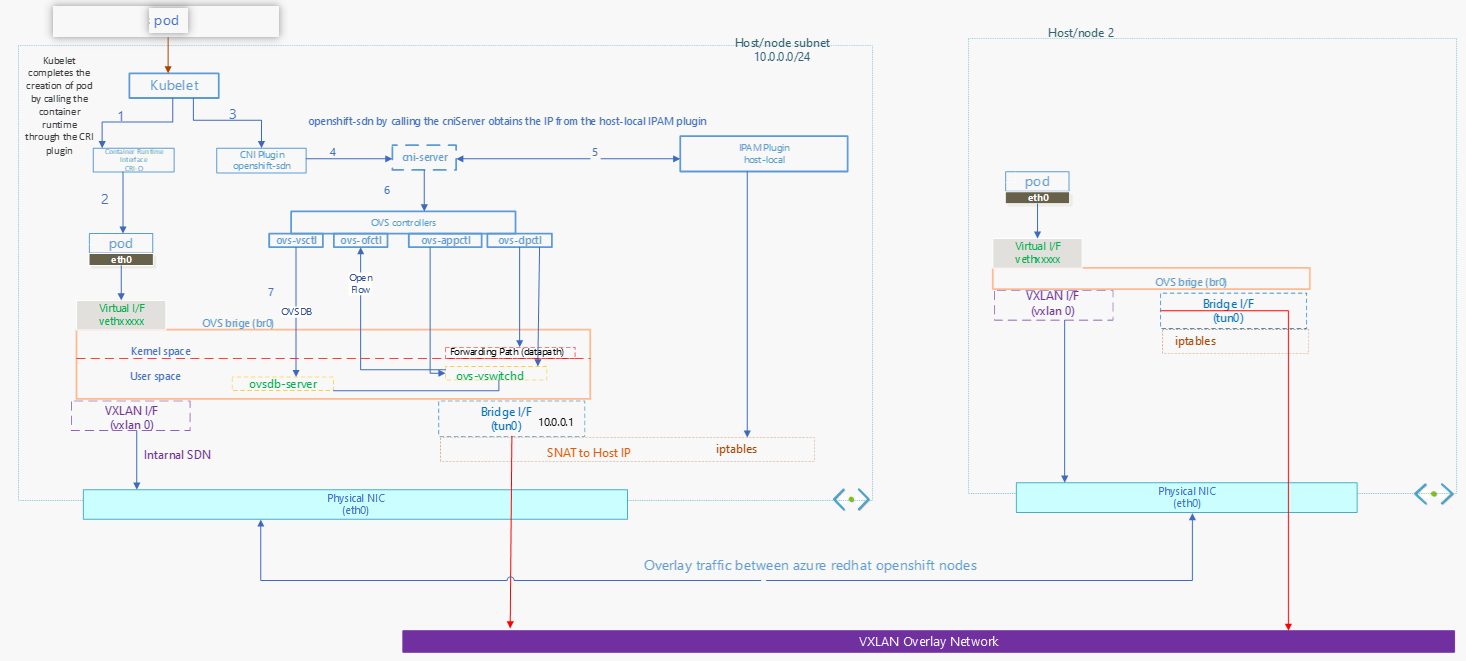 pod
Host/node subnet
10.0.0.0/24
Host/node 2
Kubelet
completes the
creation of pod
by calling the
container
runtime
through the CRI
plugin
Kubelet
1
3
openshift-sdn by calling the cniServer obtains the IP from the host-local IPAM plugin
Container Runtime
Interface
CRI-O
CNI Plugin
openshift-sdn
4
cni-server
5
IPAM Plugin
host-local
2
6
OVS controllers
ovs-vsctl
ovs-ofctl
ovs-appctl
ovs-dpctl
pod
eth0
Open
Flow
7
OVSDB
Virtual I/F
vethxxxxx
OVS brige (br0)
Kernel space
Forwarding Path (datapath)
User space
ovsdb-server
ovs-vswitchd
VXLAN I/F
(vxlan 0)
Bridge I/F
(tun0)
10.0.0.1
Intarnal SDN
SNAT to Host IP
iptables
Physical NIC
(eth0)
pod
eth0
Virtual I/F
vethxxxxx
OVS brige (br0)
VXLAN I/F
(vxlan 0)
Bridge I/F
(tun0)
iptables
Physical NIC
(eth0)
Overlay traffic between azure redhat openshift nodes
VXLAN Overlay Network